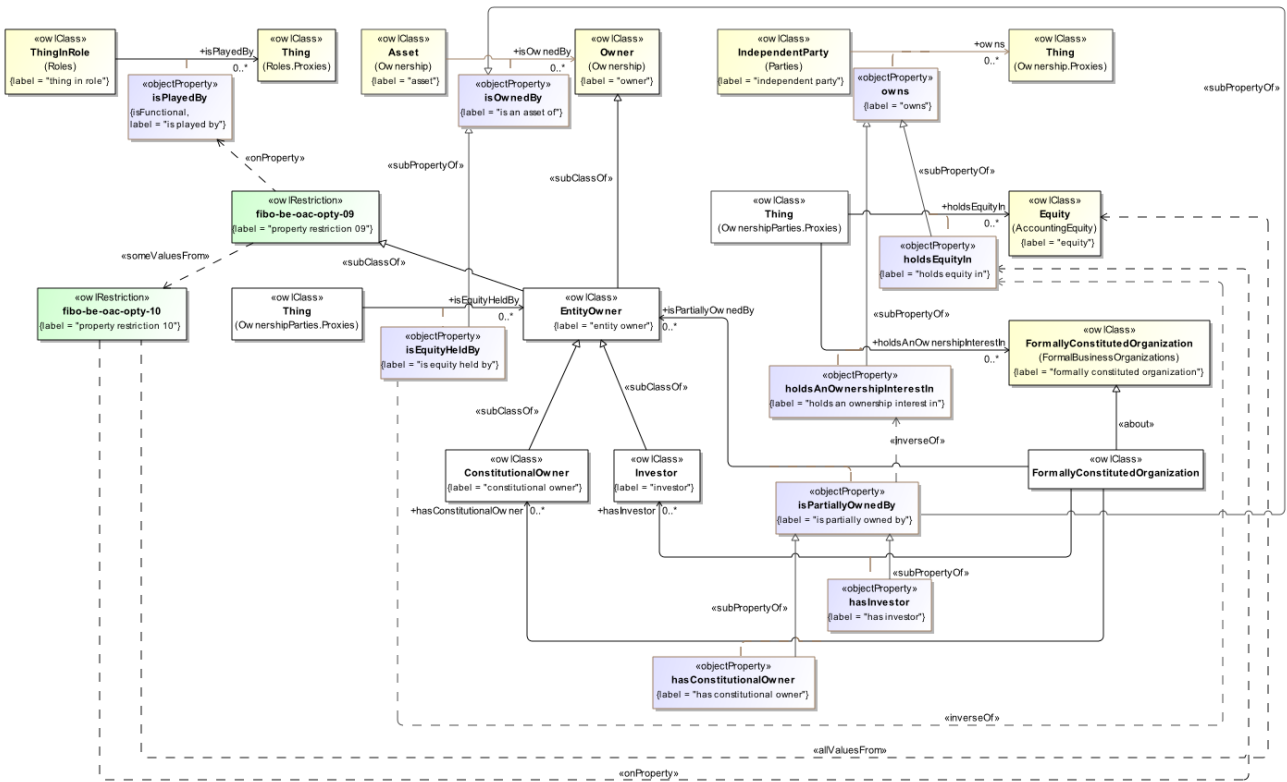 «owlClass»
ThingInRole
(Roles)
{label = "thing in role"}
+isPlayedBy
0..*
«owlClass»
Thing
(Roles.Proxies)
«objectProperty»
isPlayedBy
{isFunctional,
label = "is played by"}
«owlClass»
Asset
(Ownership)
{label = "asset"}
+isOwnedBy
0..*
«owlClass»
Owner
(Ownership)
{label = "owner"}
«objectProperty»
isOwnedBy
{label = "is an asset of"}
«owlClass»
IndependentParty
(Parties)
{label = "independent party"}
+owns
0..*
«owlClass»
Thing
(Ownership.Proxies)
«objectProperty»
owns
{label = "owns"}
«subPropertyOf»
«onProperty»
«subPropertyOf»
«subClassOf»
«subPropertyOf»
«owlRestriction»
fibo-be-oac-opty-09
{label = "property restriction 09"}
«someValuesFrom»
«subClassOf»
«owlClass»
Thing
(OwnershipParties.Proxies)
+holdsEquityIn
0..*
«owlClass»
Equity
(AccountingEquity)
{label = "equity"}
«objectProperty»
holdsEquityIn
{label = "holds equity in"}
«owlRestriction»
fibo-be-oac-opty-10
{label = "property restriction 10"}
«owlClass»
Thing
(OwnershipParties.Proxies)
+isEquityHeldBy
0..*
«owlClass»
EntityOwner
{label = "entity owner"}
+isPartiallyOwnedBy
0..*
«subPropertyOf»
«objectProperty»
isEquityHeldBy
{label = "is equity held by"}
+holdsAnOwnershipInterestIn
0..*
«owlClass»
FormallyConstitutedOrganization
(FormalBusinessOrganizations)
{label = "formally constituted organization"}
«objectProperty»
holdsAnOwnershipInterestIn
{label = "holds an ownership interest in"}
«subClassOf»
«subClassOf»
«inverseOf»
«about»
«owlClass»
ConstitutionalOwner
{label = "constitutional owner"}
«owlClass»
Investor
{label = "investor"}
«owlClass»
FormallyConstitutedOrganization
+hasConstitutionalOwner
0..*
+hasInvestor
0..*
«objectProperty»
isPartiallyOwnedBy
{label = "is partially owned by"}
«subPropertyOf»
«objectProperty»
hasInvestor
{label = "has investor"}
«subPropertyOf»
«objectProperty»
hasConstitutionalOwner
{label = "has constitutional owner"}
«inverseOf»
«allValuesFrom»
«onProperty»